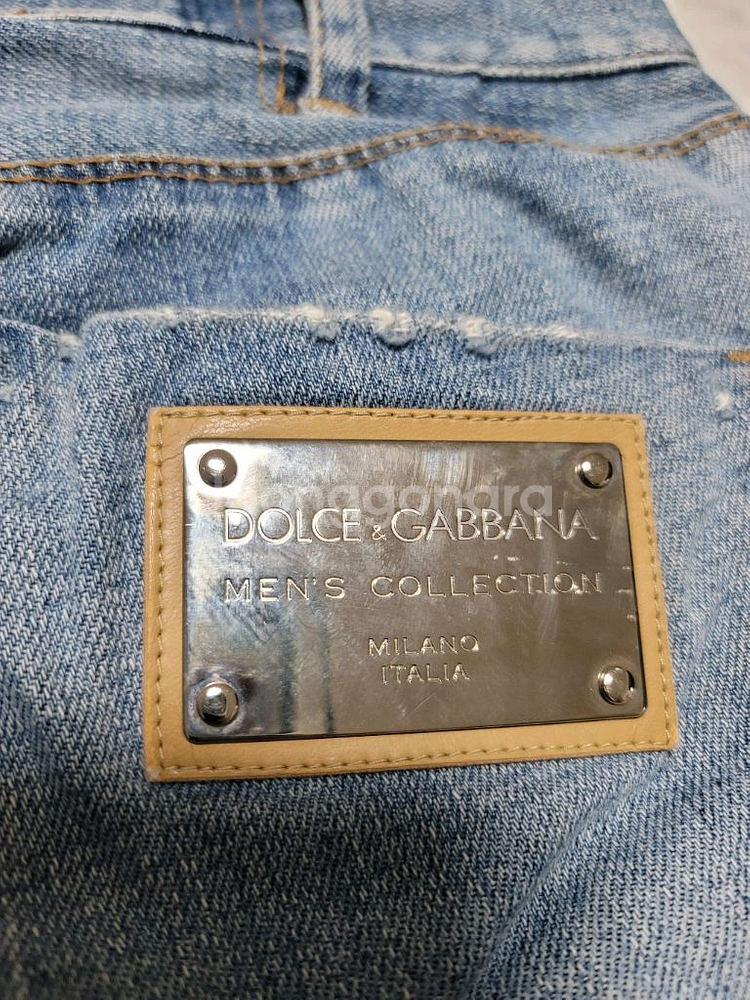 DOLCE & GABBANA
MEN'S COLLECTION
MILANO
ITALIA